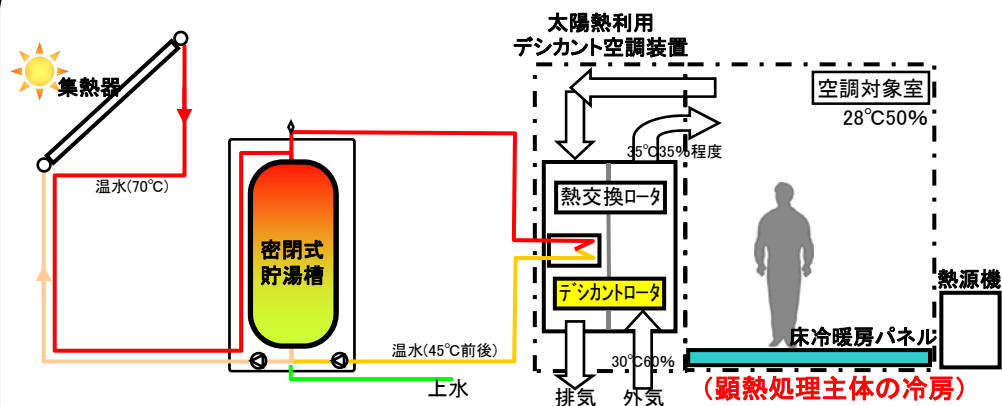 太陽熱利用
デシカント空調装置
集熱器
空調対象室
28℃50%
35℃35%程度
温水(70℃)
熱交換ロータ
密閉式
貯湯槽
デシカントロータ
熱源機
床冷暖房パネル
温水(45℃前後)
30℃60%
上水
排気
外気
(顕熱処理主体の冷房)